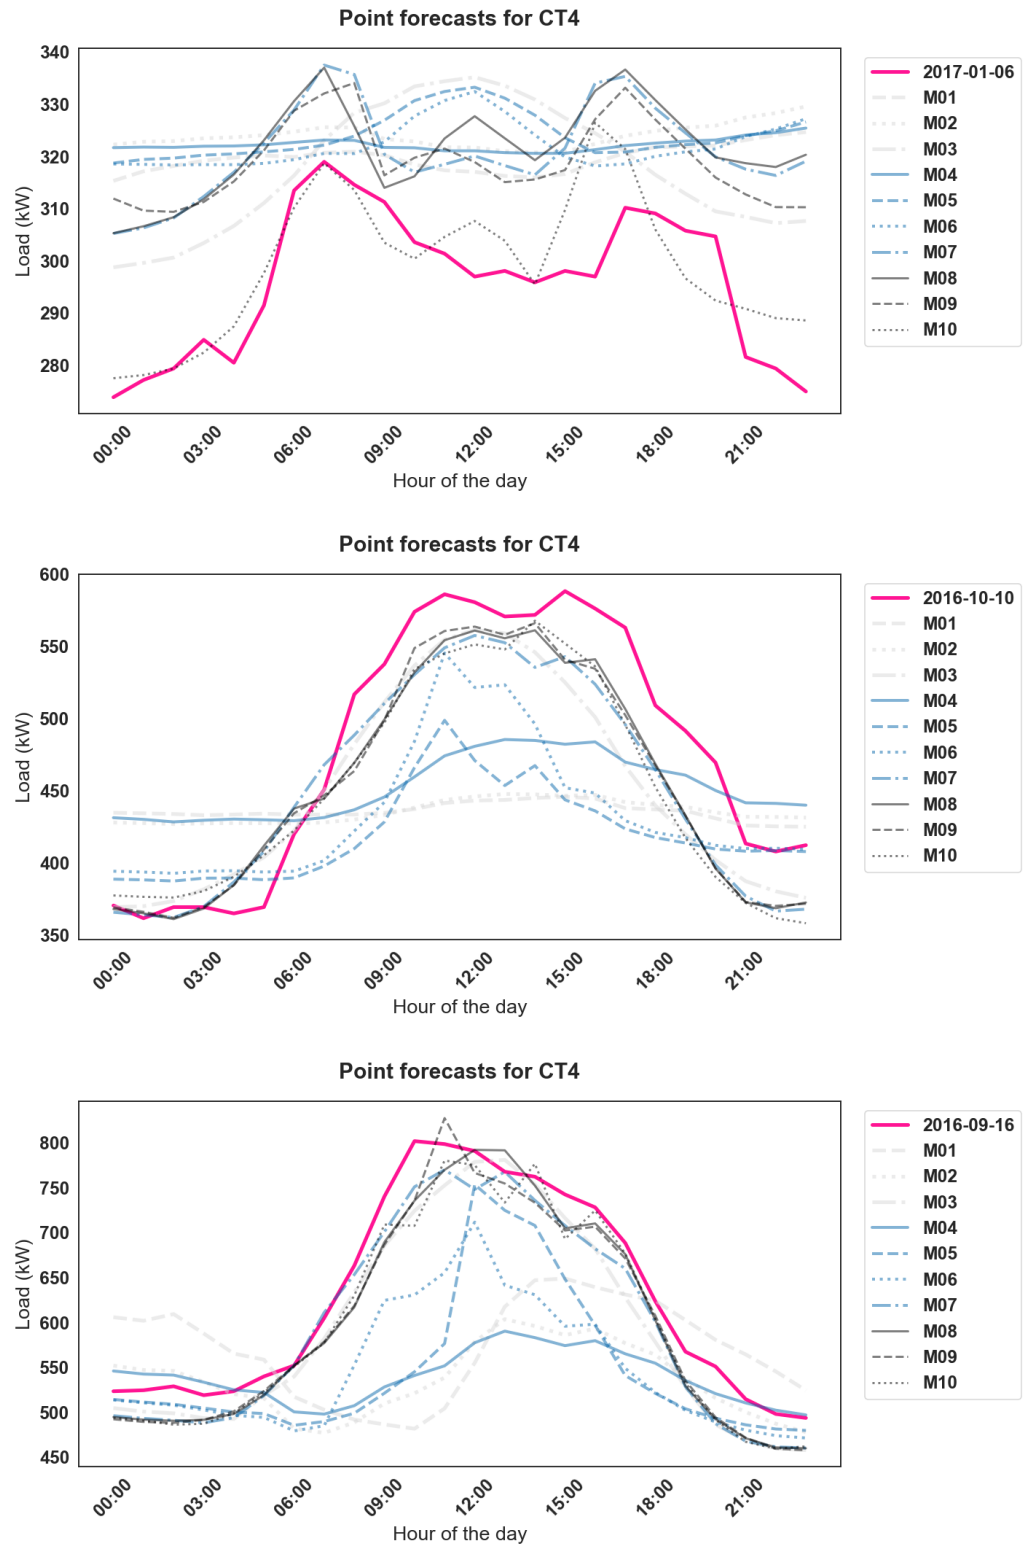 Point forecasts for CT4
340
330
320
310
300
290
280
Load (kW)
00:00 03:00 06:00 09:00 12:00 15:00 18:00 21:00
Hour of the day
2017-01-06
M01
M02
M03
M04
M05
M06
M07
M08
M09
M10
Point forecasts for CT4
600
550
500
450
400
350
Load (kW)
00:00 03:00 06:00 09:00 12:00 15:00 18:00 21:00
Hour of the day
2016-10-10
M01
M02
M03
M04
M05
M06
M07
M08
M09
M10
Point forecasts for CT4
800
750
700
650
600
550
500
450
Load (kW)
00:00 03:00 06:00 09:00 12:00 15:00 18:00 21:00
Hour of the day
2016-09-16
M01
M02
M03
M04
M05
M06
M07
M08
M09
M10